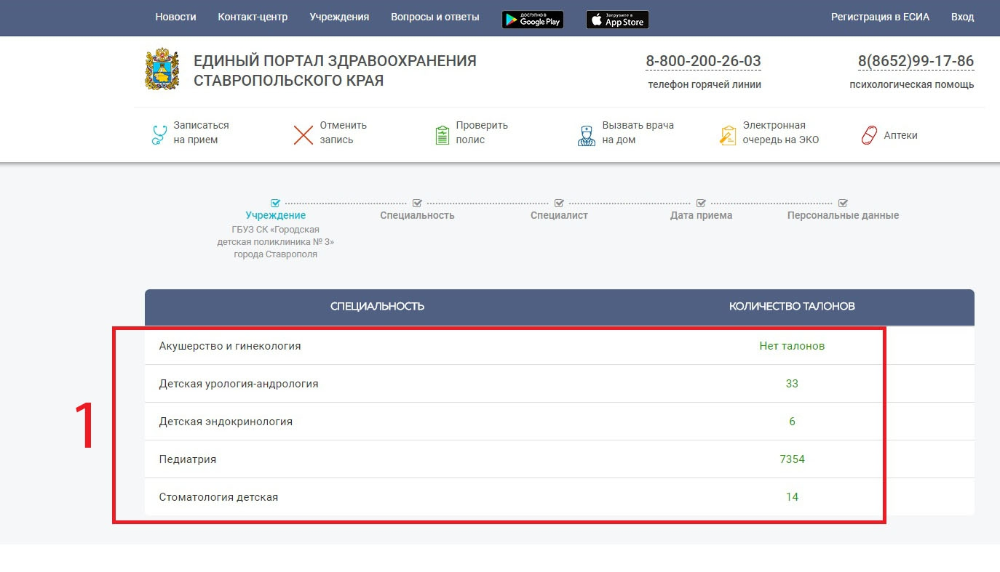 Новости Контакт-центр Учреждения Вопросы и ответы ДОСТУПНО В Google Play Загрузите в App Store Регистрация в ЕСИА Вход
ЕДИНЫЙ ПОРТАЛ ЗДРАВООХРАНЕНИЯ
СТАВРОПОЛЬСКОГО КРАЯ
8-800-200-26-03
телефон горячей линии
8(8652)99-17-86
психологическая помощь
Записаться
на прием
Отменить
запись
Проверить
полис
Вызвать врача
на дом
Электронная
очередь на ЭКО
Аптеки
Учреждение
ГБУЗ СК «Городская
детская поликлиника № 3»
города Ставрополя
Специальность
Специалист
Дата приема
Персональные данные
СПЕЦИАЛЬНОСТЬ КОЛИЧЕСТВО ТАЛОНОВ
1
Акушерство и гинекология Нет талонов
Детская урология-андрология 33
Детская эндокринология 6
Педиатрия 7354
Стоматология детская 14